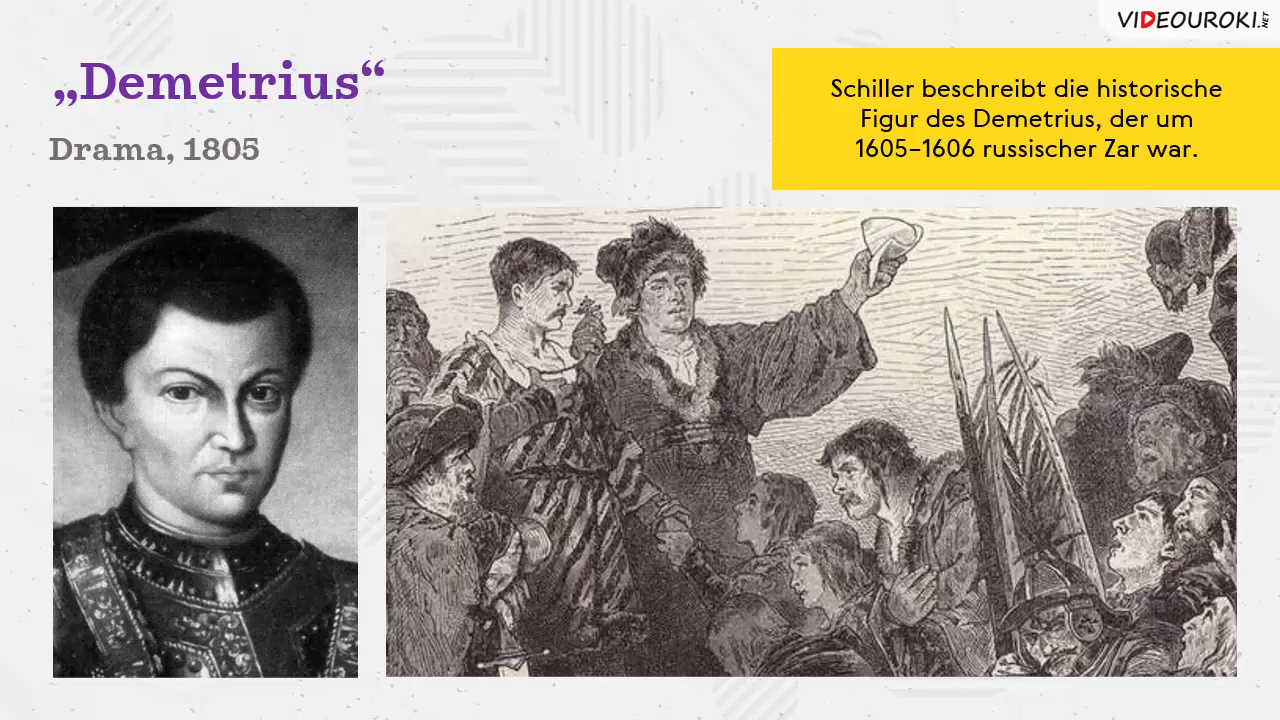 VIDEOUROKI.NET
„Demetrius“
Drama, 1805
Schiller beschreibt die historische
Figur des Demetrius, der um
1605–1606 russischer Zar war.